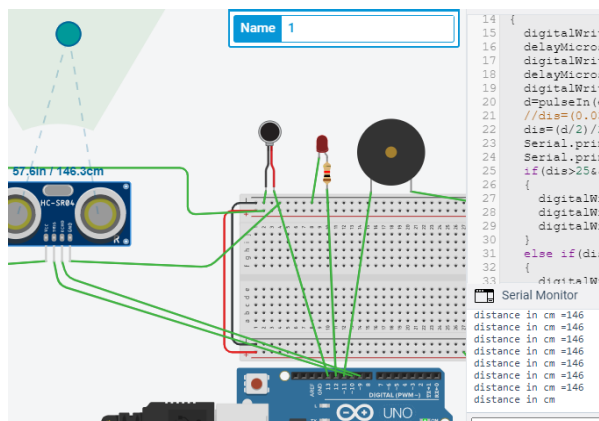 Name 1
57.6in / 146.3cm
HC-SR04
14 {
15 digitalWri
16 delayMicro
17 digitalWri
18 delayMicro
19 digitalWri
20 d=pulseIn(
21 //dis=(0.0
22 dis=(d/2)/
23 Serial.pri
24 Serial.pri
25 if(dis>25&
26 {
27 digitalW
28 digitalW
29 digitalW
30 }
31 else if(di
32 {
33 digitalW
Serial Monitor
distance in cm =146
distance in cm =146
distance in cm =146
distance in cm =146
distance in cm =146
distance in cm =146
distance in cm =146
distance in cm
AREF
GND
13
12
DIGITAL (PWM~)
UNO